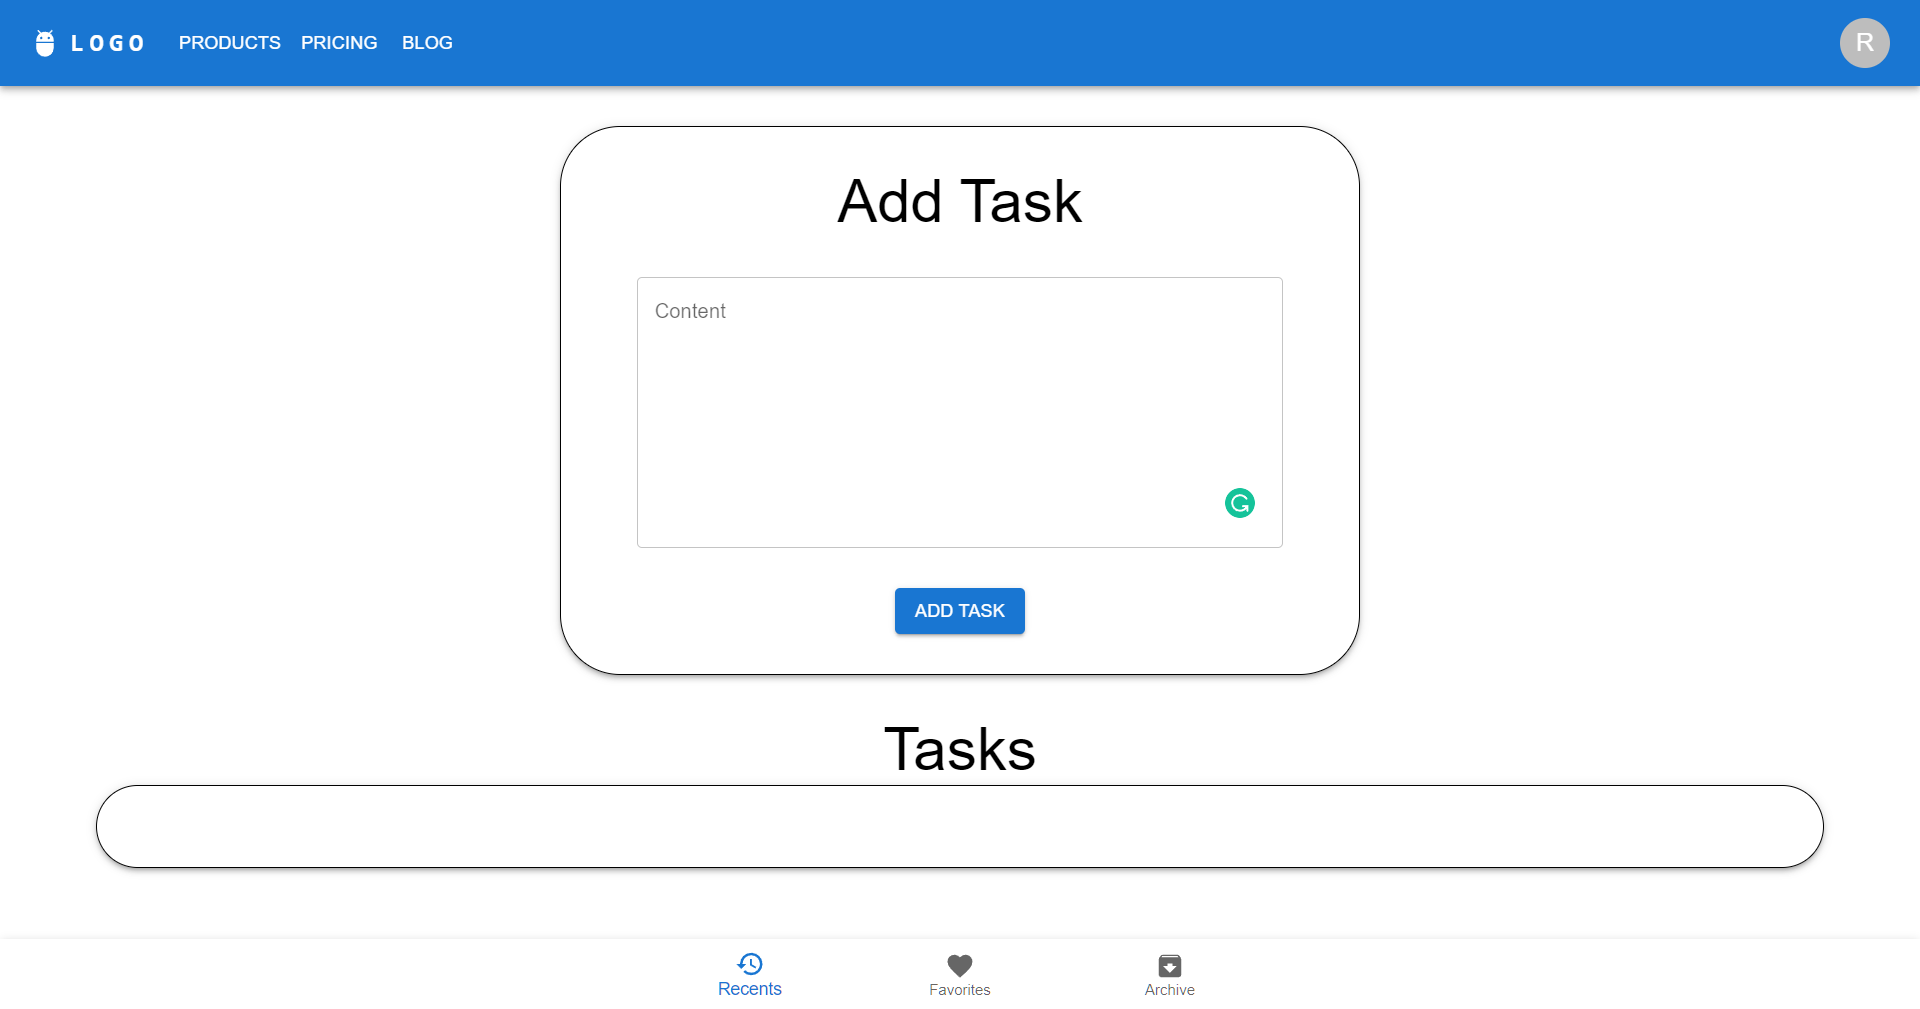 LOGO PRODUCTS PRICING BLOG R
Add Task
Content
ADD TASK
Tasks
Recents Favorites Archive